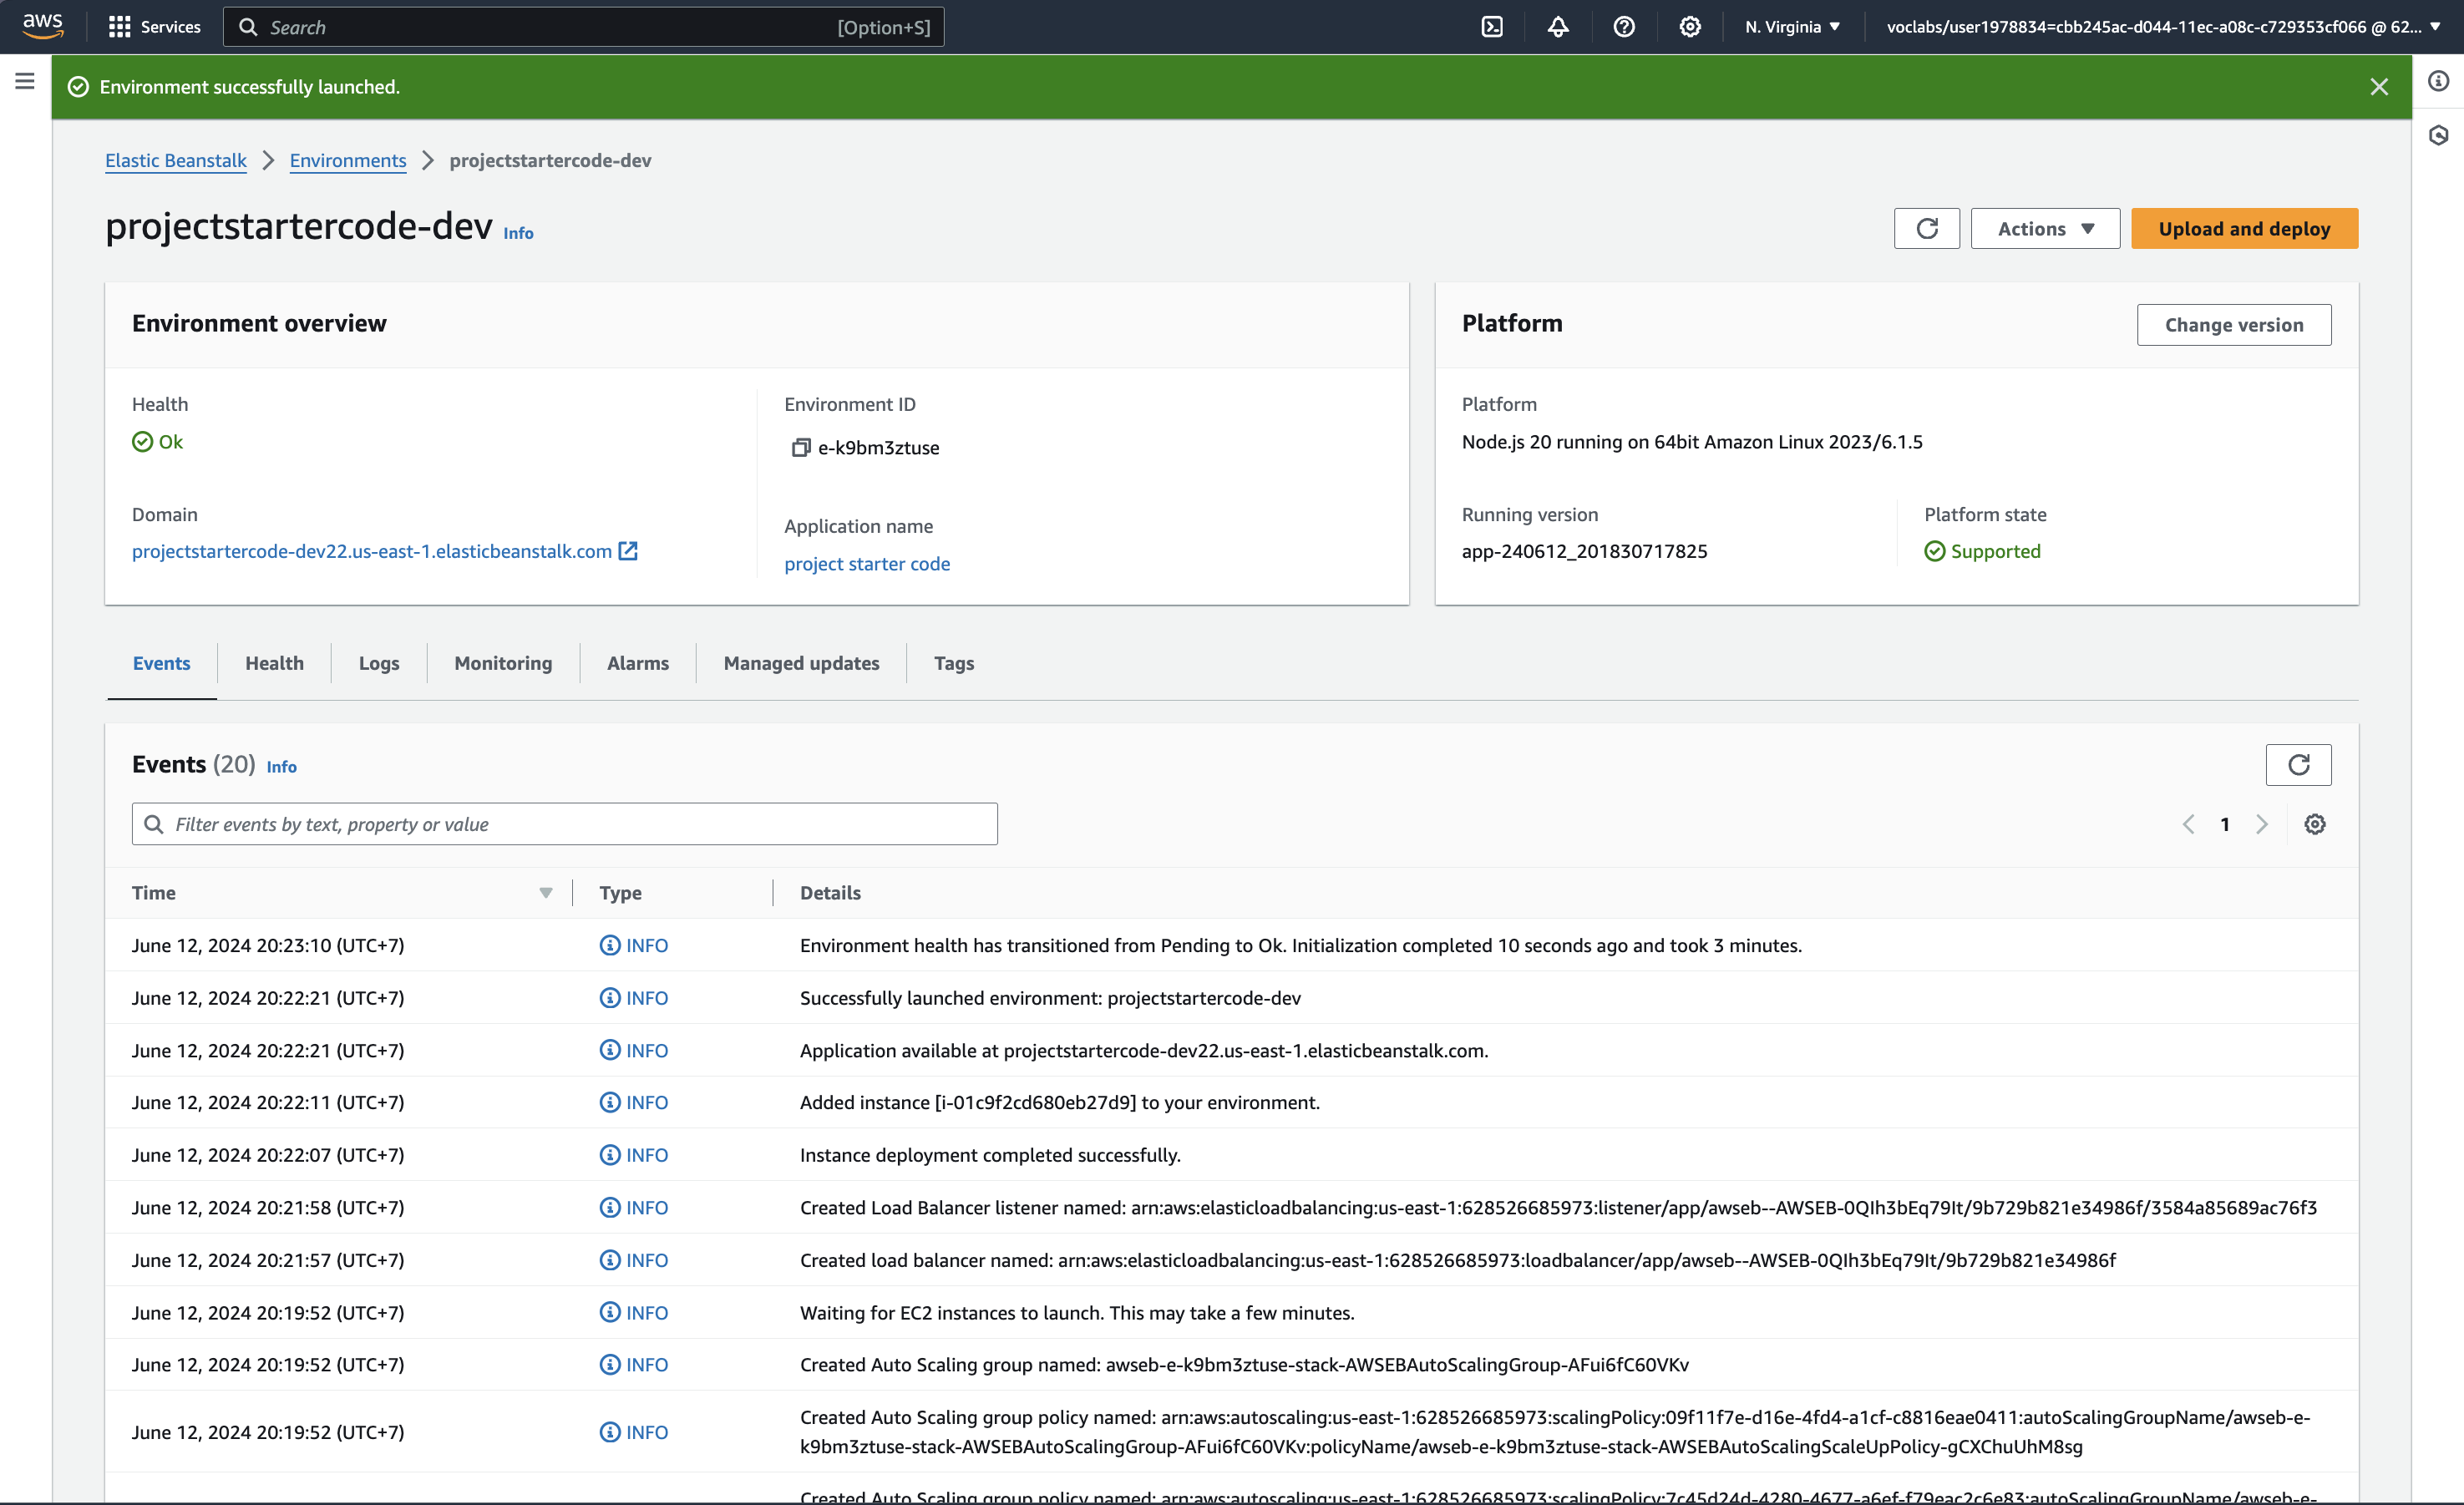 aws
Services
Search
[Option+S]
N. Virginia
voclabs/user1978834=cbb245ac-d044-11ec-a08c-c729353cf066 @ 62...
Environment successfully launched.
Elastic Beanstalk
Environments
projectstartercode-dev
projectstartercode-dev Info
Actions
Upload and deploy
Environment overview
Health
Ok
Domain
projectstartercode-dev22.us-east-1.elasticbeanstalk.com
Environment ID
e-k9bm3ztuse
Application name
project starter code
Platform
Change version
Platform
Node.js 20 running on 64bit Amazon Linux 2023/6.1.5
Running version
app-240612_201830717825
Platform state
Supported
Events
Health
Logs
Monitoring
Alarms
Managed updates
Tags
Events (20) Info
Filter events by text, property or value
1
Time Type Details
June 12, 2024 20:23:10 (UTC+7) INFO Environment health has transitioned from Pending to Ok. Initialization completed 10 seconds ago and took 3 minutes.
June 12, 2024 20:22:21 (UTC+7) INFO Successfully launched environment: projectstartercode-dev
June 12, 2024 20:22:21 (UTC+7) INFO Application available at projectstartercode-dev22.us-east-1.elasticbeanstalk.com.
June 12, 2024 20:22:11 (UTC+7) INFO Added instance [i-01c9f2cd680eb27d9] to your environment.
June 12, 2024 20:22:07 (UTC+7) INFO Instance deployment completed successfully.
June 12, 2024 20:21:58 (UTC+7) INFO Created Load Balancer listener named: arn:aws:elasticloadbalancing:us-east-1:628526685973:listener/app/awseb--AWSEB-0QIh3bEq79It/9b729b821e34986f/3584a85689ac76f3
June 12, 2024 20:21:57 (UTC+7) INFO Created load balancer named: arn:aws:elasticloadbalancing:us-east-1:628526685973:loadbalancer/app/awseb--AWSEB-0QIh3bEq79It/9b729b821e34986f
June 12, 2024 20:19:52 (UTC+7) INFO Waiting for EC2 instances to launch. This may take a few minutes.
June 12, 2024 20:19:52 (UTC+7) INFO Created Auto Scaling group named: awseb-e-k9bm3ztuse-stack-AWSEBAutoScalingGroup-AFui6fC60VKv
June 12, 2024 20:19:52 (UTC+7) INFO Created Auto Scaling group policy named: arn:aws:autoscaling:us-east-1:628526685973:scalingPolicy:09f11f7e-d16e-4fd4-a1cf-c8816eae0411:autoScalingGroupName/awseb-e-
k9bm3ztuse-stack-AWSEBAutoScalingGroup-AFui6fC60VKv:policyName/awseb-e-k9bm3ztuse-stack-AWSEBAutoScalingScaleUpPolicy-gCXChuUhM8sg
Created Auto Scaling group policy named: arn:aws:autoscaling:us-east-1:628526685973:scalingPolicy:7c45d24d-4280-4677-a6ef-f79eac2c6e83:autoScalingGroupName/awseb-e-